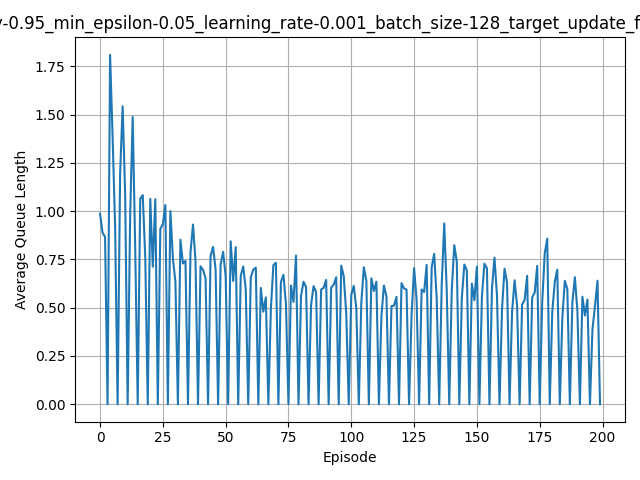 -0.95_min_epsilon-0.05_learning_rate-0.001_batch_size-128_target_update_f
1.75
1.50
1.25
1.00
0.75
0.50
0.25
0.00
Average Queue Length
0 25 50 75 100 125 150 175 200
Episode